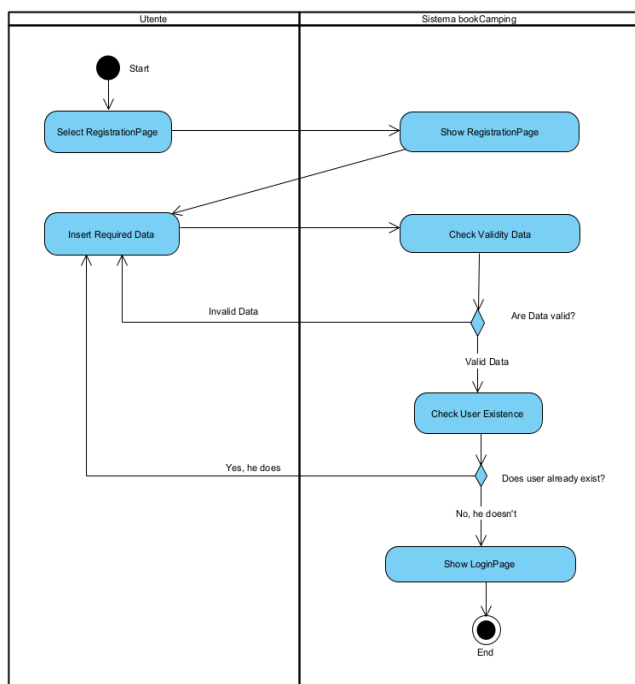 Utente
Sistema bookCamping
Start
Select RegistrationPage
Show RegistrationPage
Insert Required Data
Check Validity Data
Invalid Data
Are Data valid?
Valid Data
Check User Existence
Yes, he does
Does user already exist?
No, he doesn't
Show LoginPage
End